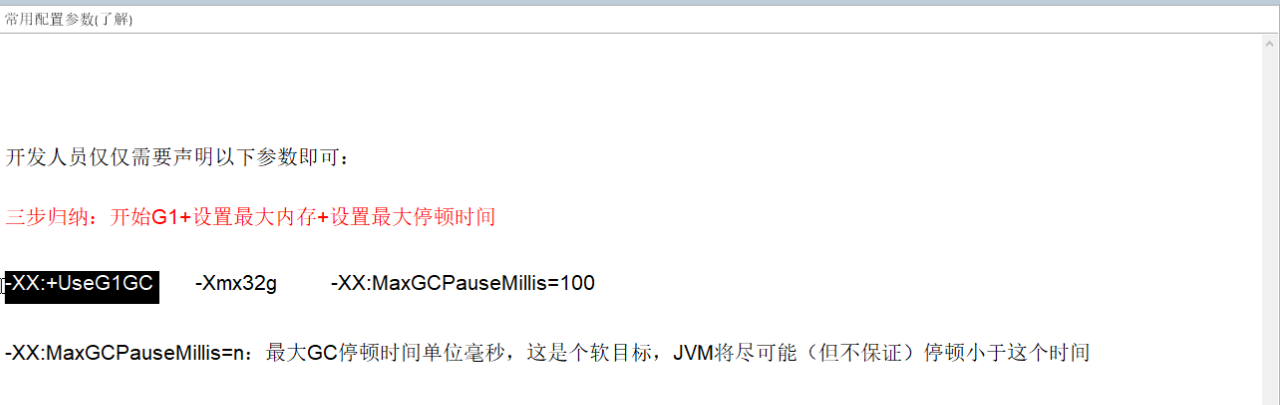 常用配置参数(了解)
开发人员仅仅需要声明以下参数即可：
三步归纳：开始G1+设置最大内存+设置最大停顿时间
-XX:+UseG1GC -Xmx32g -XX:MaxGCPauseMillis=100
-XX:MaxGCPauseMillis=n：最大GC停顿时间单位毫秒，这是个软目标，JVM将尽可能（但不保证）停顿小于这个时间